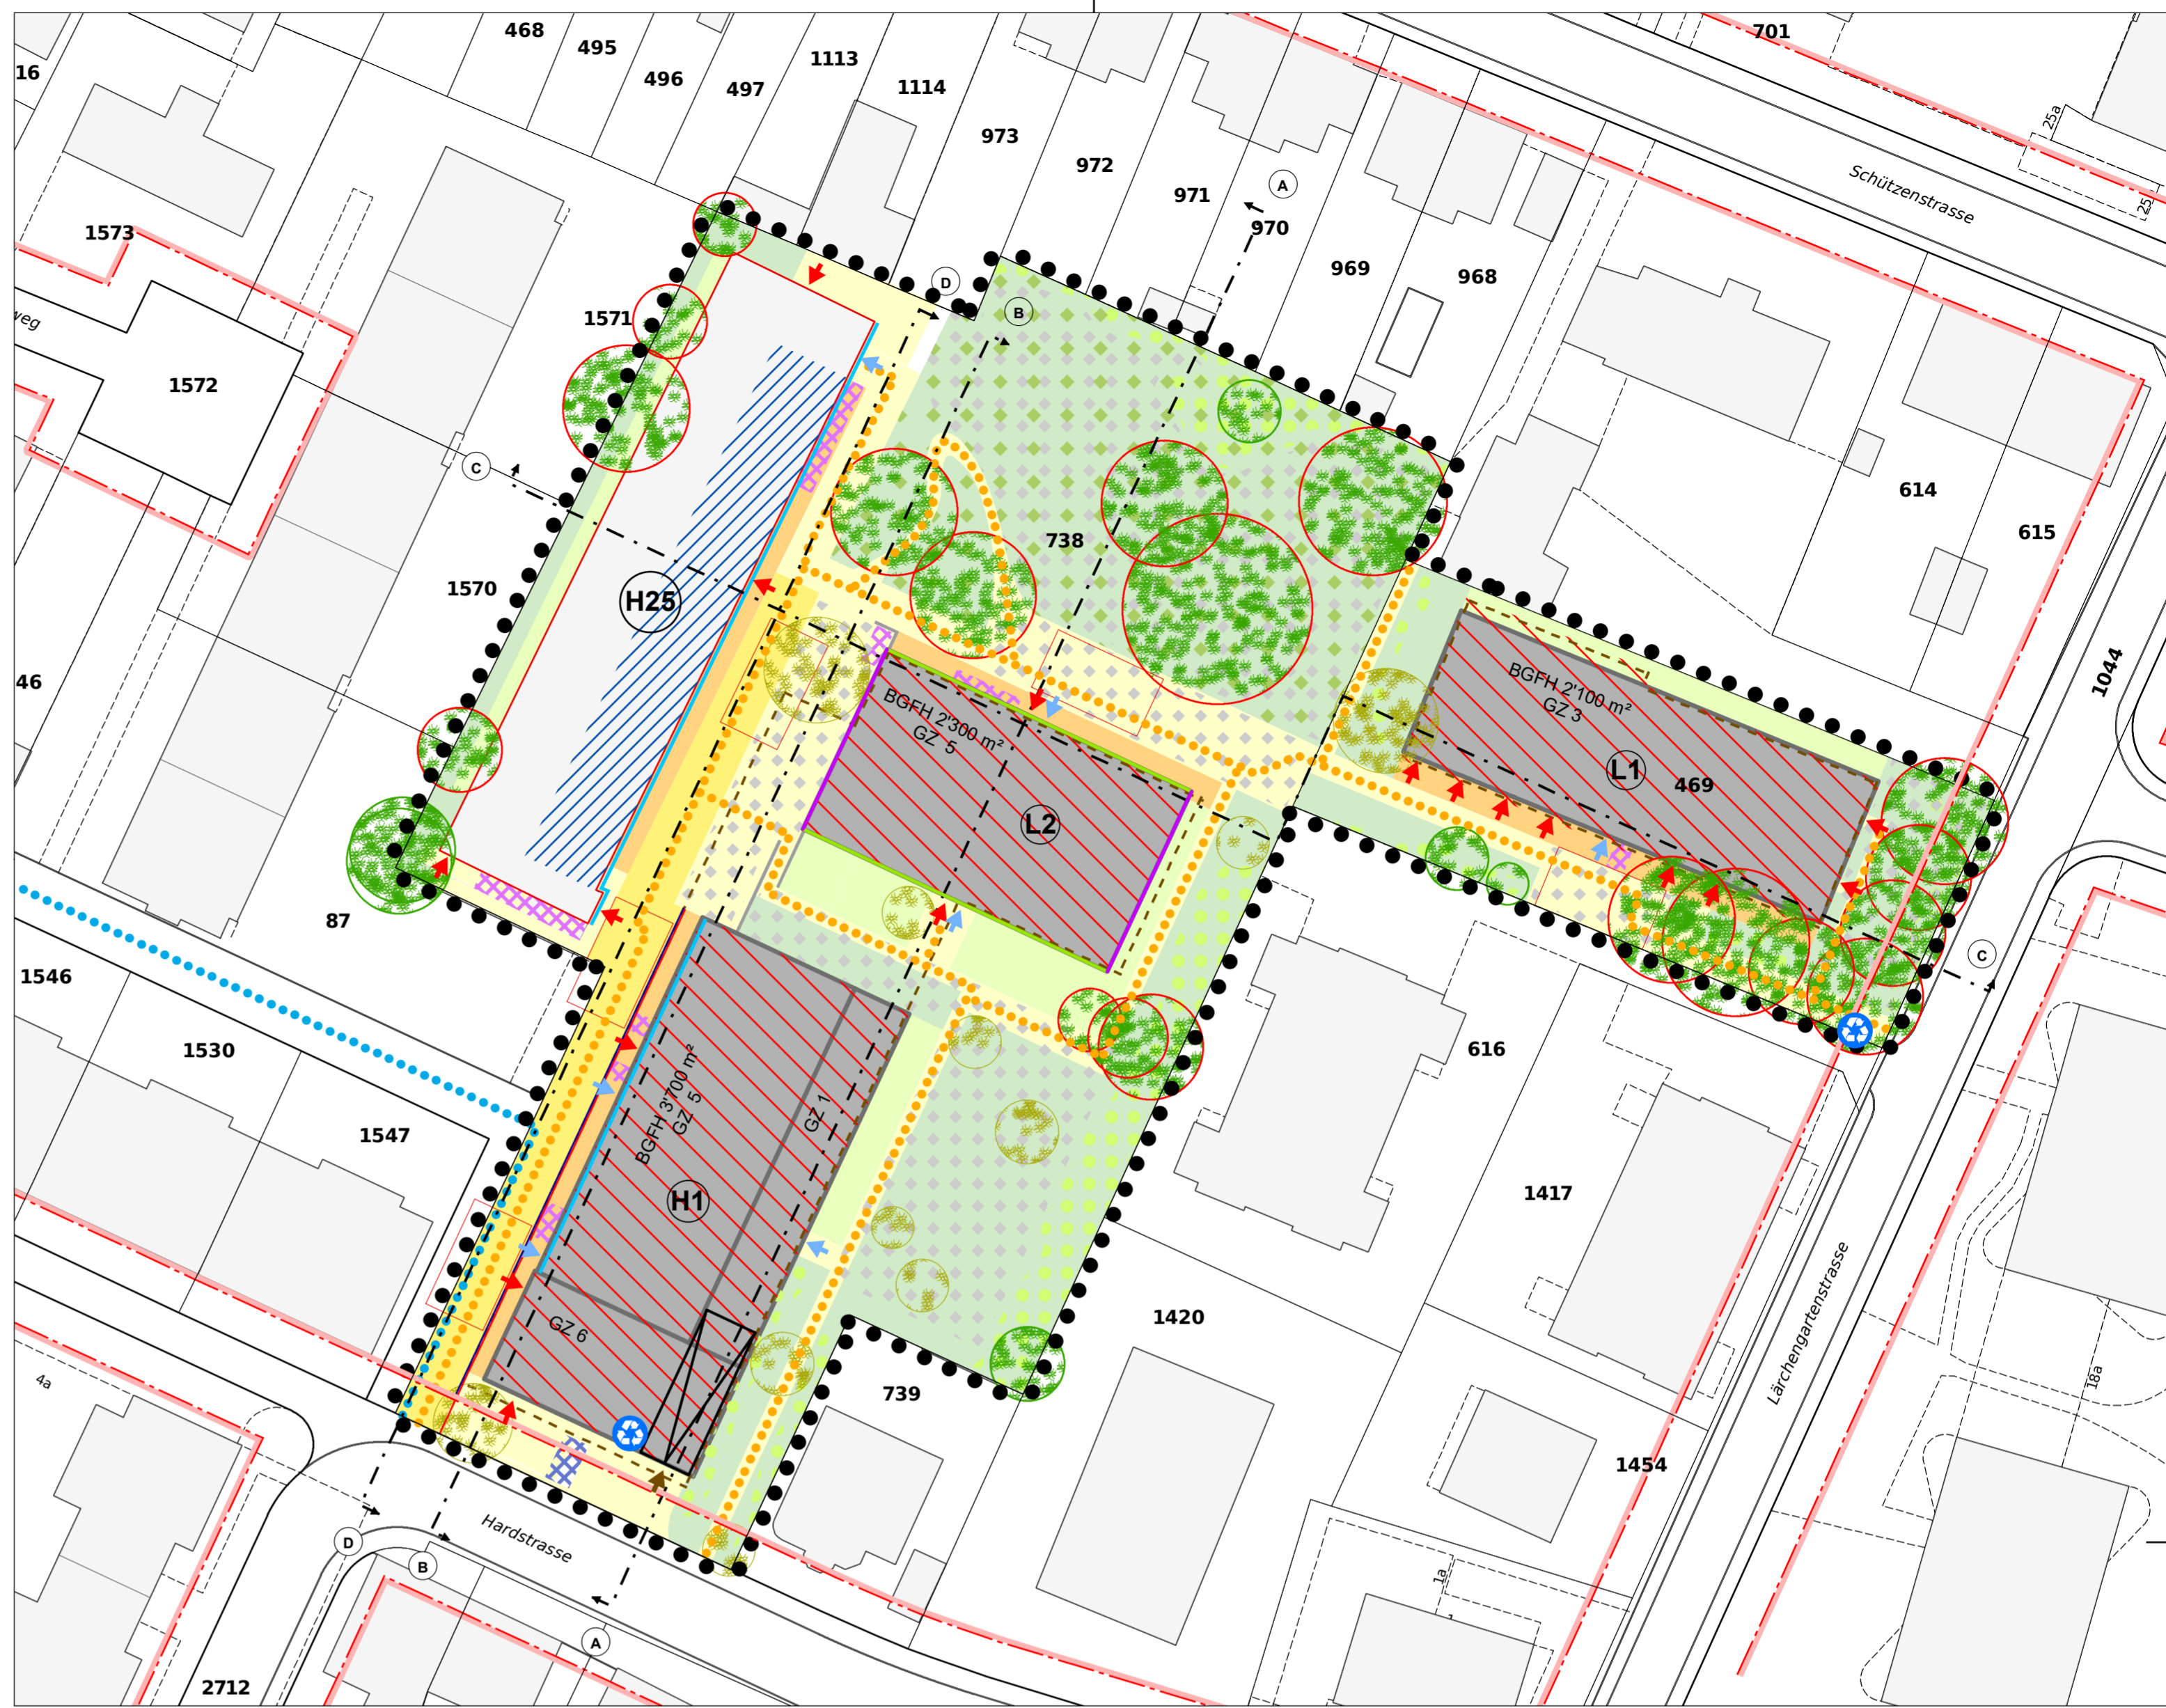 468
495
496
497
1113
1114
973
972
971
970
969
968
701
16
25a
25
Schützenstrasse
1573
1571
1572
weg
A
D
B
C
H25
738
1570
46
614
615
1044
BGFH 2'300 m²
GZ 5
L2
BGFH 2'100 m²
GZ 3
L1
469
C
87
1546
1530
1547
BGFH 3'700 m²
GZ 5
GZ 1
H1
GZ 6
616
1417
1420
739
1454
Lärchengartenstrasse
18a
4a
1a
Hardstrasse
D
B
A
2712